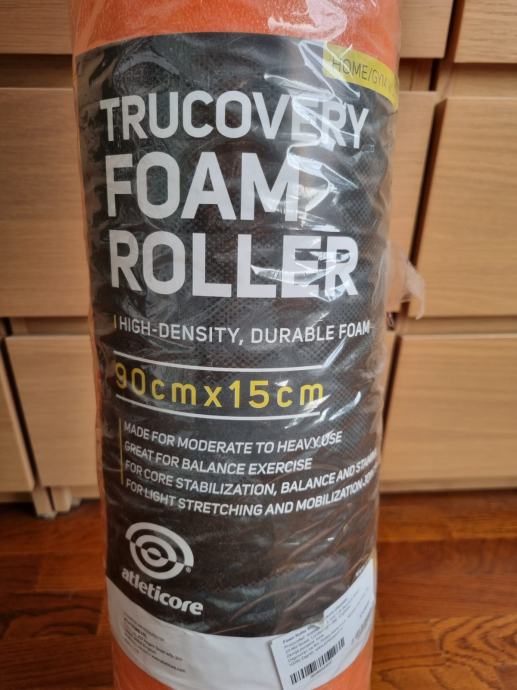 HOME/GYM
TRUCOVERY
FOAM
ROLLER
HIGH-DENSITY, DURABLE FOAM
90cmx15cm
MADE FOR MODERATE TO HEAVY USE
GREAT FOR BALANCE EXERCISE
FOR CORE STABILIZATION, BALANCE AND
FOR LIGHT STRETCHING AND MOBILIZATION
atleticore